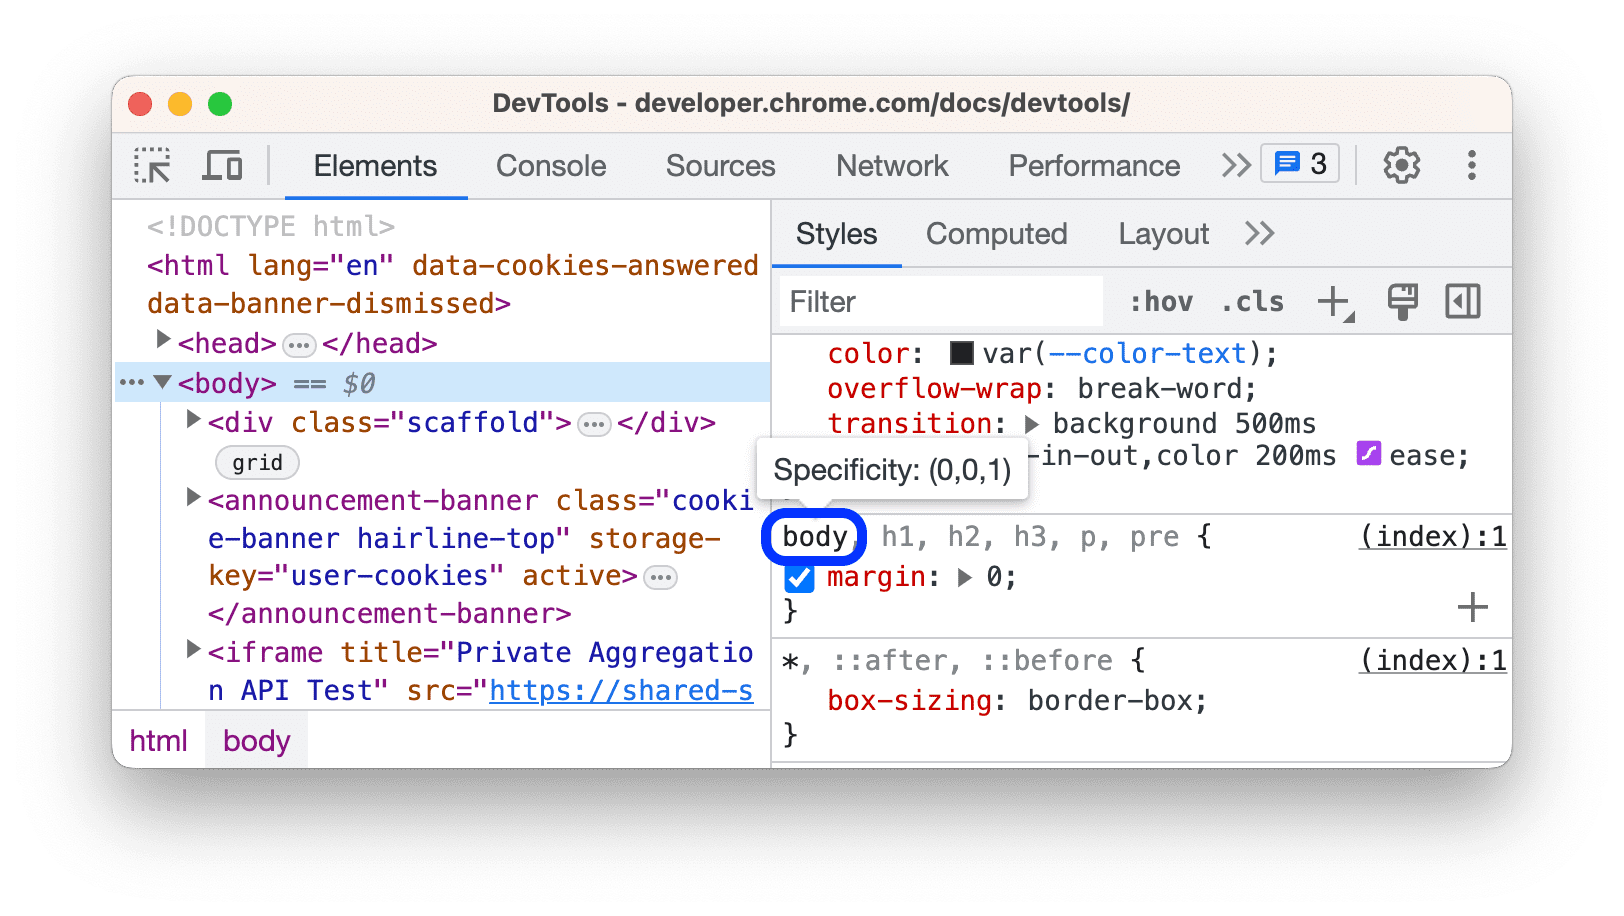 DevTools - developer.chrome.com/docs/devtools/
Elements Console Sources Network Performance 3
<!DOCTYPE html>
<html lang="en" data-cookies-answered
data-banner-dismissed>
<head> ••• </head>
••• <body> == $0
<div class="scaffold"> ••• </div>
grid
<announcement-banner class="cooki
e-banner hairline-top" storage-
key="user-cookies" active> •••
</announcement-banner>
<iframe title="Private Aggregatio
n API Test" src="https://shared-s
html body
Styles Computed Layout
Filter :hov .cls
color: var(--color-text);
overflow-wrap: break-word;
transition: background 500ms
-in-out,color 200ms ease;
Specificity: (0,0,1)
body, h1, h2, h3, p, pre { (index):1
margin: 0;
}
*, ::after, ::before { (index):1
box-sizing: border-box;
}